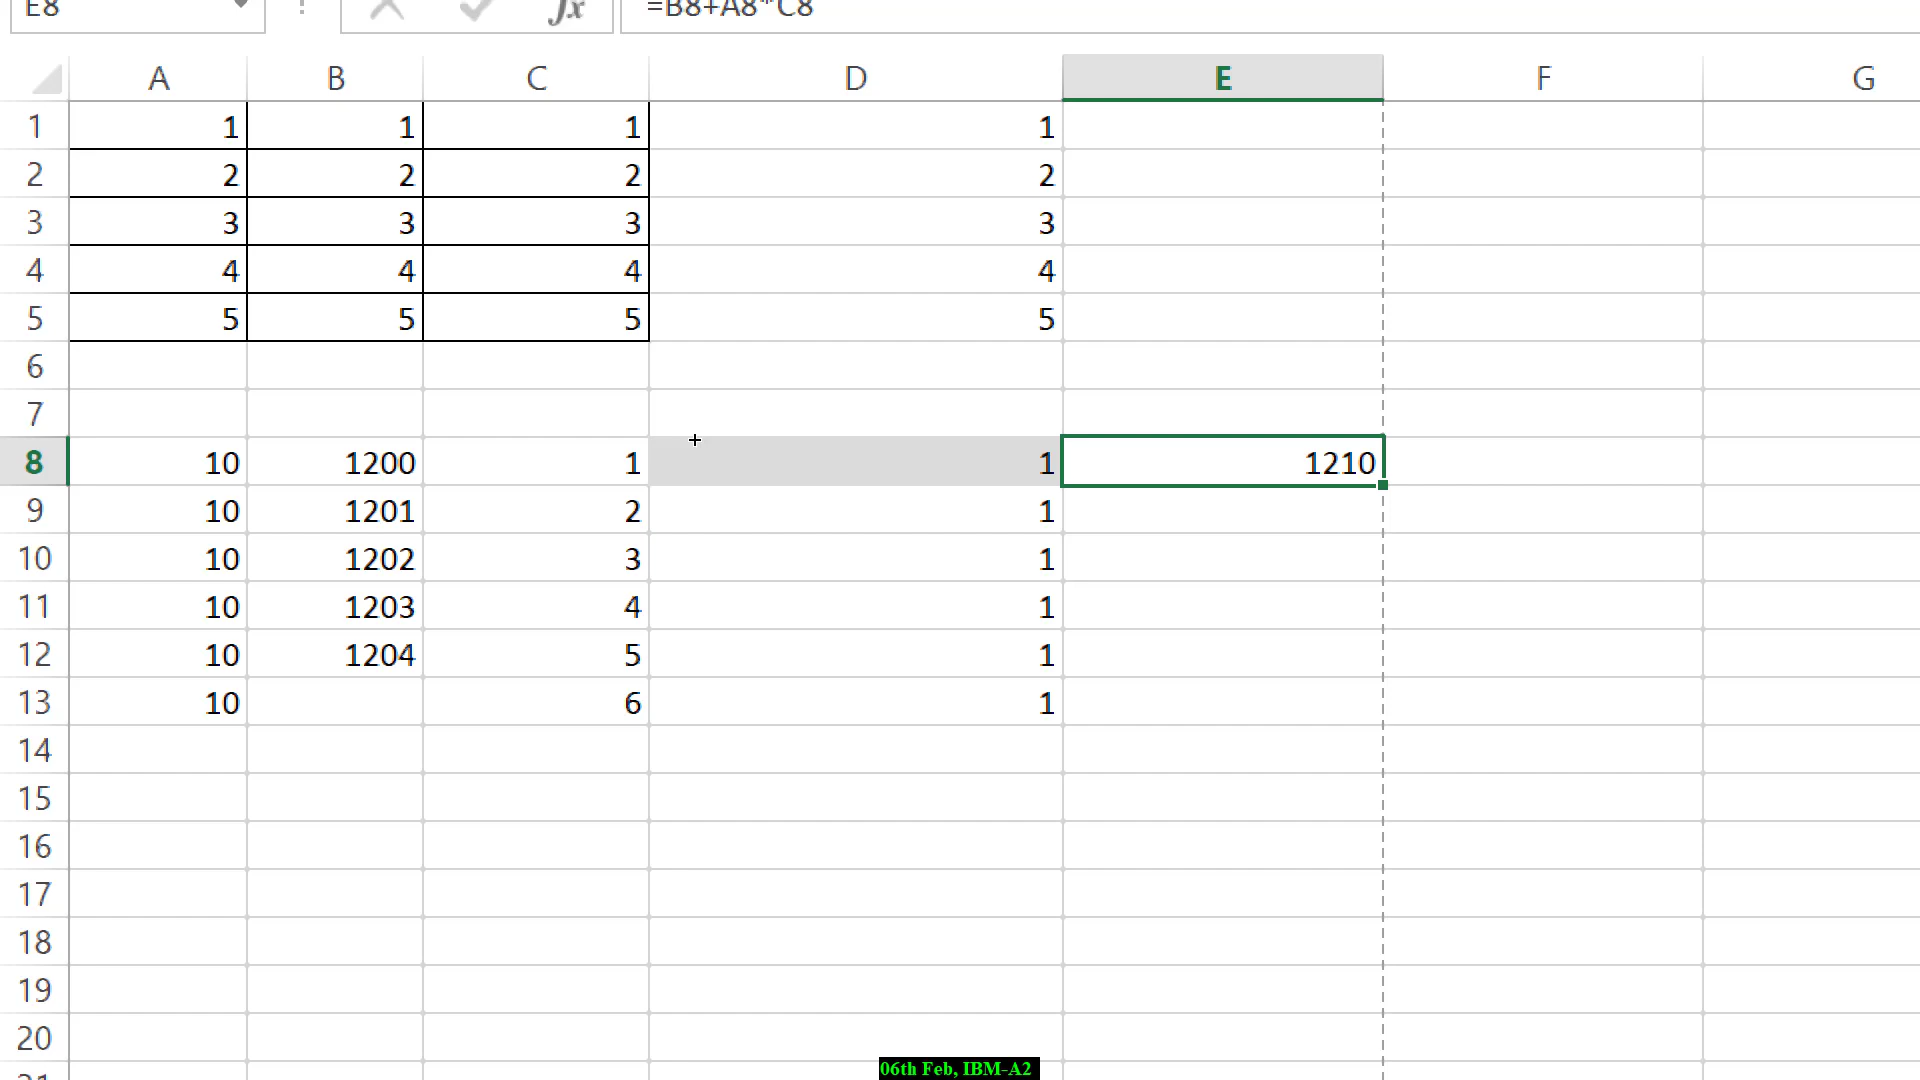 E8 fx =B8+A8*C8
A B C D E F G
1 1 1 1 1
2 2 2 2 2
3 3 3 3 3
4 4 4 4 4
5 5 5 5 5
6
7
8 10 1200 1 1 1210
9 10 1201 2 1
10 10 1202 3 1
11 10 1203 4 1
12 10 1204 5 1
13 10 6 1
14
15
16
17
18
19
20
06th Feb, IBM-A2